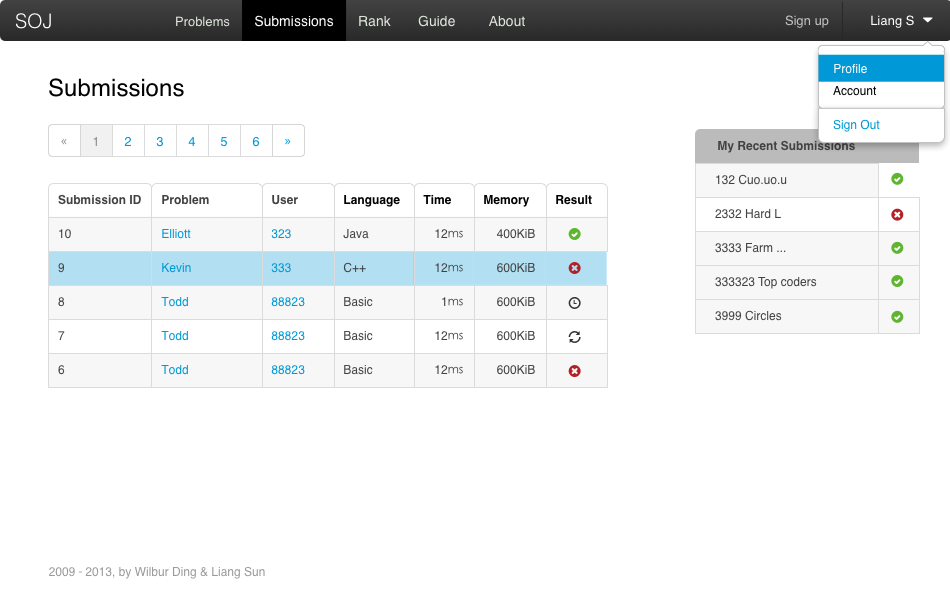 SOJ Problems Submissions Rank Guide About Sign up Liang S
Profile
Account
Sign Out
Submissions
« 1 2 3 4 5 6 »
My Recent Submissions
132 Cuo.uo.u
2332 Hard L
3333 Farm ...
333323 Top coders
3999 Circles
Submission ID Problem User Language Time Memory Result
10 Elliott 323 Java 12ms 400KiB
9 Kevin 333 C++ 12ms 600KiB
8 Todd 88823 Basic 1ms 600KiB
7 Todd 88823 Basic 12ms 600KiB
6 Todd 88823 Basic 12ms 600KiB
2009 - 2013, by Wilbur Ding & Liang Sun